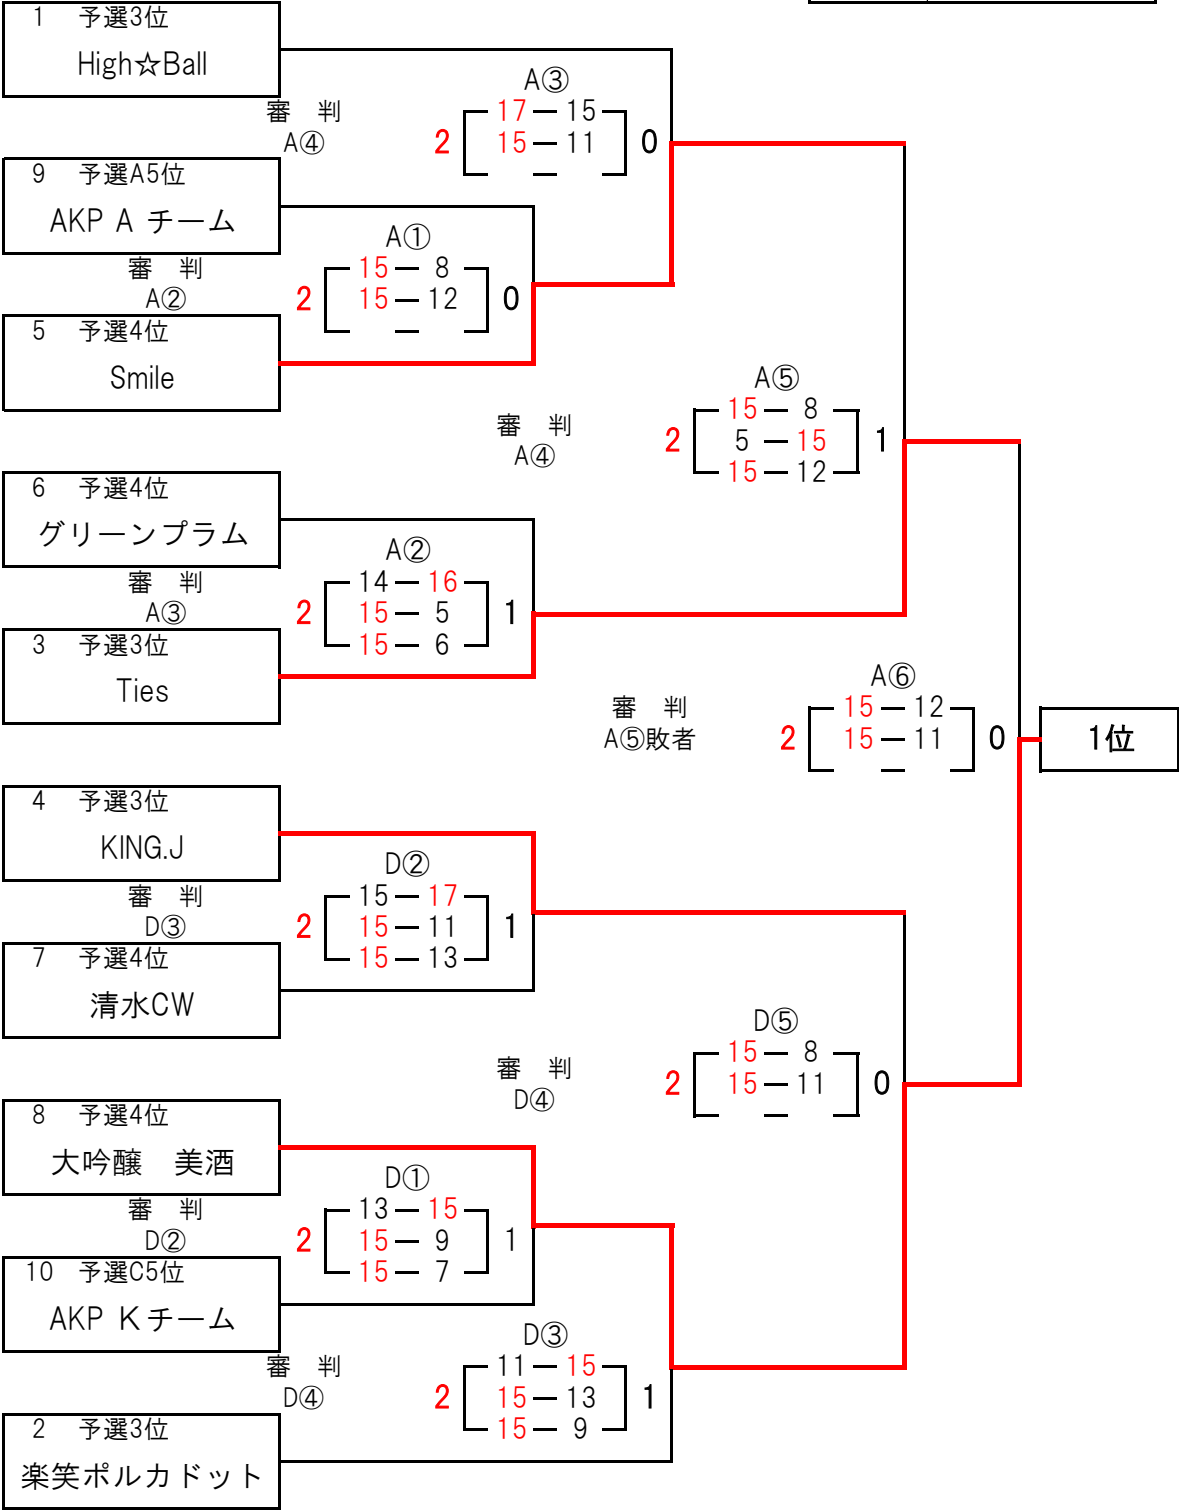 1 予選3位
High☆Ball
審 判
A④
A③
17 ― 15
2 15 ― 11 0
―
9 予選A5位
AKP A チーム
審 判
A②
A①
15 ― 8
2 15 ― 12 0
―
5 予選4位
Smile
A⑤
15 ― 8
2 5 ― 15 1
15 ― 12
審 判
A④
6 予選4位
グリーンプラム
審 判
A③
A②
14 ― 16
2 15 ― 5 1
15 ― 6
3 予選3位
Ties
A⑥
15 ― 12
2 15 ― 11 0
―
審 判
A⑤敗者
1位
4 予選3位
KING.J
審 判
D③
D②
15 ― 17
2 15 ― 11 1
15 ― 13
7 予選4位
清水CW
D⑤
15 ― 8
2 15 ― 11 0
―
審 判
D④
8 予選4位
大吟醸 美酒
審 判
D②
D①
13 ― 15
2 15 ― 9 1
15 ― 7
10 予選C5位
AKP Kチーム
審 判
D④
D③
11 ― 15
2 15 ― 13 1
15 ― 9
2 予選3位
楽笑ポルカドット